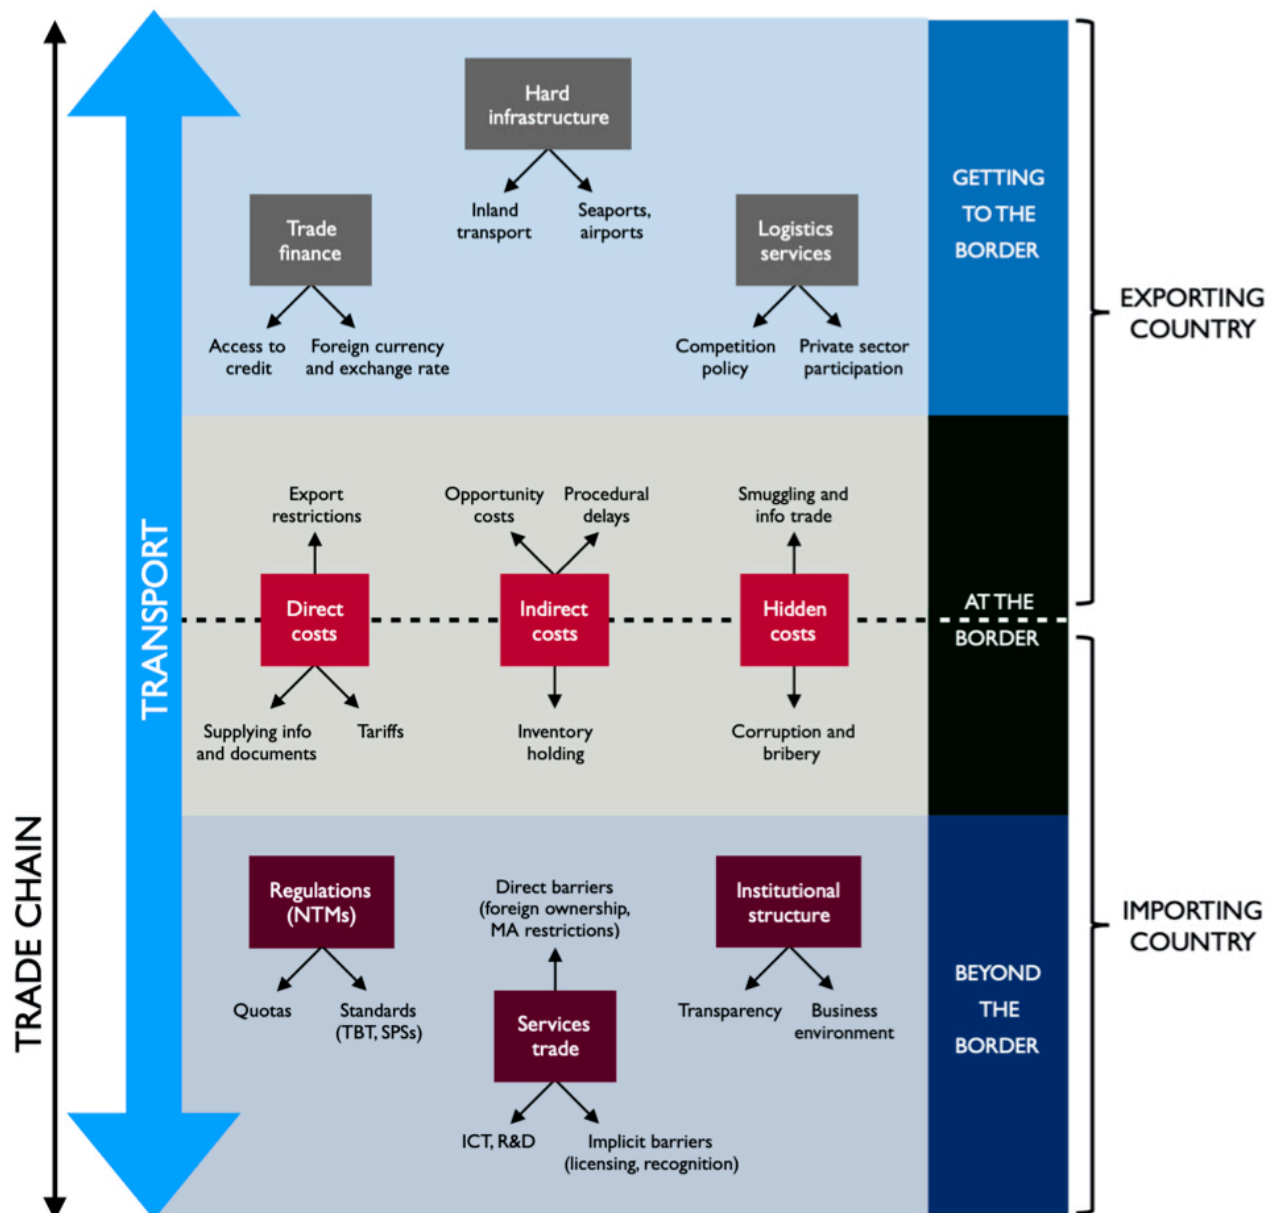 Hard
infrastructure
Inland
transport
Seaports,
airports
Trade
finance
Access to
credit
Foreign currency
and exchange rate
Logistics
services
Competition
policy
Private sector
participation
GETTING
TO THE
BORDER
EXPORTING
COUNTRY
Export
restrictions
Opportunity
costs
Procedural
delays
Smuggling and
info trade
Direct
costs
Indirect
costs
Hidden
costs
AT THE
BORDER
Supplying info
and documents
Tariffs
Inventory
holding
Corruption and
bribery
TRANSPORT
TRADE CHAIN
Regulations
(NTMs)
Quotas
Standards
(TBT, SPSs)
Direct barriers
(foreign ownership,
MA restrictions)
Services
trade
ICT, R&D
Implicit barriers
(licensing, recognition)
Institutional
structure
Transparency
Business
environment
BEYOND
THE
BORDER
IMPORTING
COUNTRY